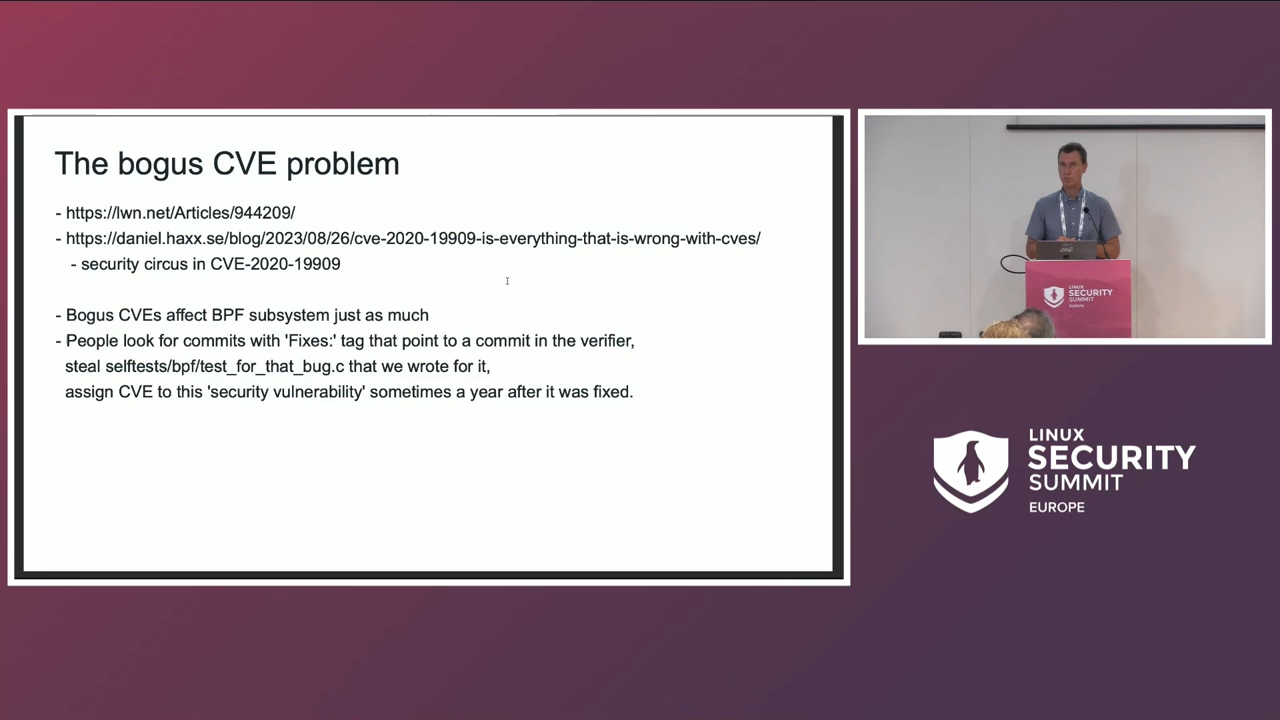 The bogus CVE problem
- https://lwn.net/Articles/944209/
- https://daniel.haxx.se/blog/2023/08/26/cve-2020-19909-is-everything-that-is-wrong-with-cves/
- security circus in CVE-2020-19909
- Bogus CVEs affect BPF subsystem just as much
- People look for commits with 'Fixes:' tag that point to a commit in the verifier,
steal selftests/bpf/test_for_that_bug.c that we wrote for it,
assign CVE to this 'security vulnerability' sometimes a year after it was fixed.
LINUX
SECURITY
SUMMIT
EUROPE
LINUX
SECURITY
SUMMIT
EUROPE